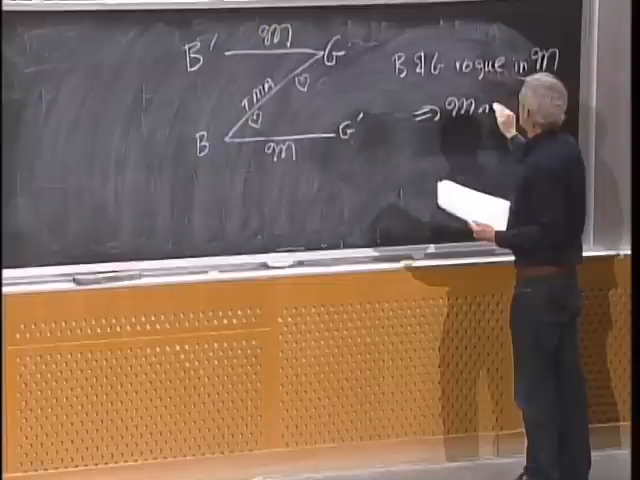 B' m G
TMA
B m G'
B & G rogue in m
⇒ m n